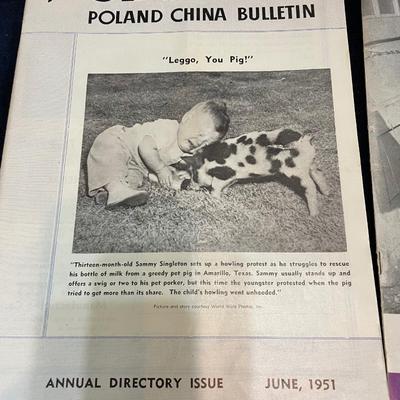 POLAND CHINA BULLETIN
"Leggo, You Pig!"
"Thirteen-month-old Sammy Singleton sets up a howling protest as he struggles to rescue
his bottle of milk from a greedy pet pig in Amarillo, Texas. Sammy usually stands up and
offers a swig or two to his pet porker, but this time the youngster protested when the pig
tried to get more than its share. The child's howling went unheeded."
Picture and story courtesy World Wide Photos, Inc.
ANNUAL DIRECTORY ISSUE JUNE, 1951